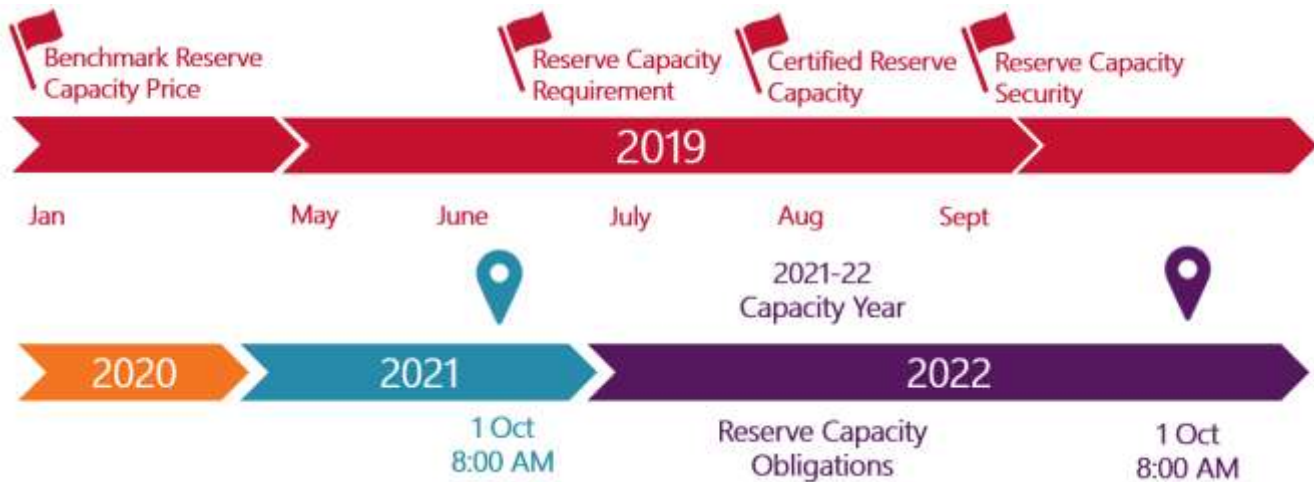 Benchmark Reserve
Capacity Price
Reserve Capacity
Requirement
Certified Reserve
Capacity
Reserve Capacity
Security
2019
Jan
May
June
July
Aug
Sept
2021-22
Capacity Year
2020
2021
2022
1 Oct
8:00 AM
Reserve Capacity
Obligations
1 Oct
8:00 AM